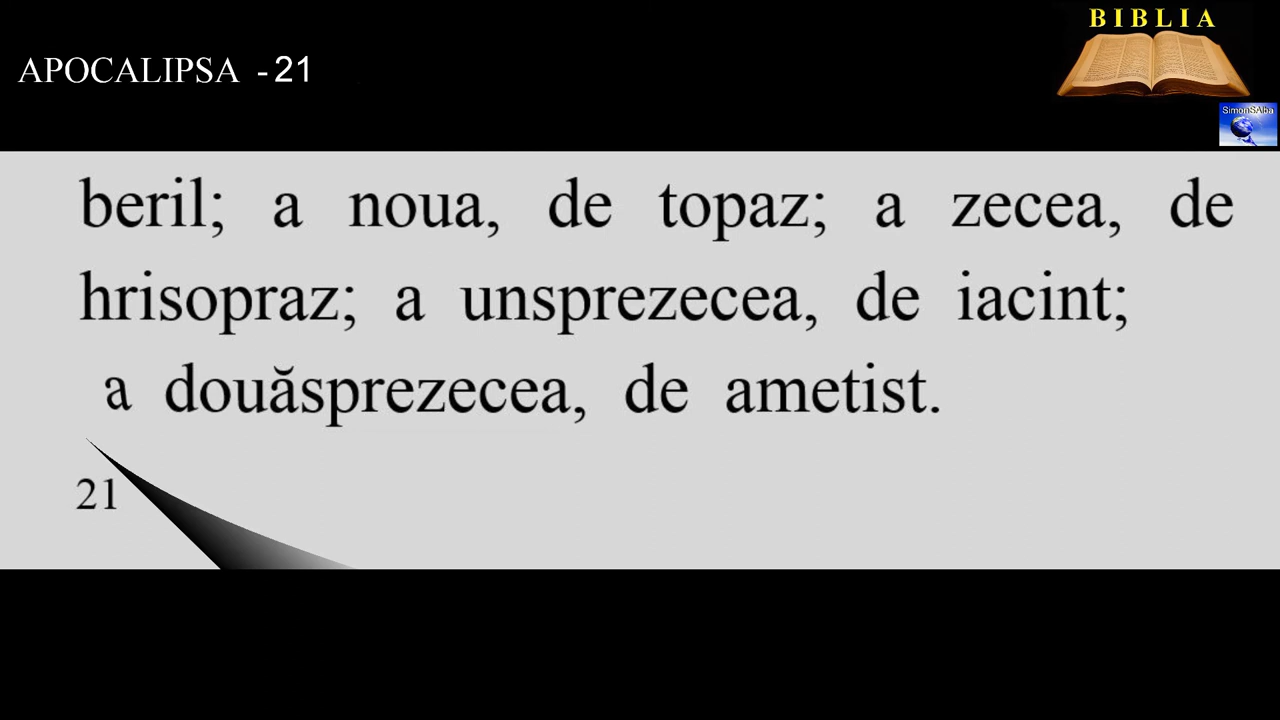 BIBLIA
APOCALIPSA - 21
SimonSAlba
beril; a noua, de topaz; a zecea, de
hrisopraz; a unsprezecea, de iacint;
a douăsprezecea, de ametist.
21